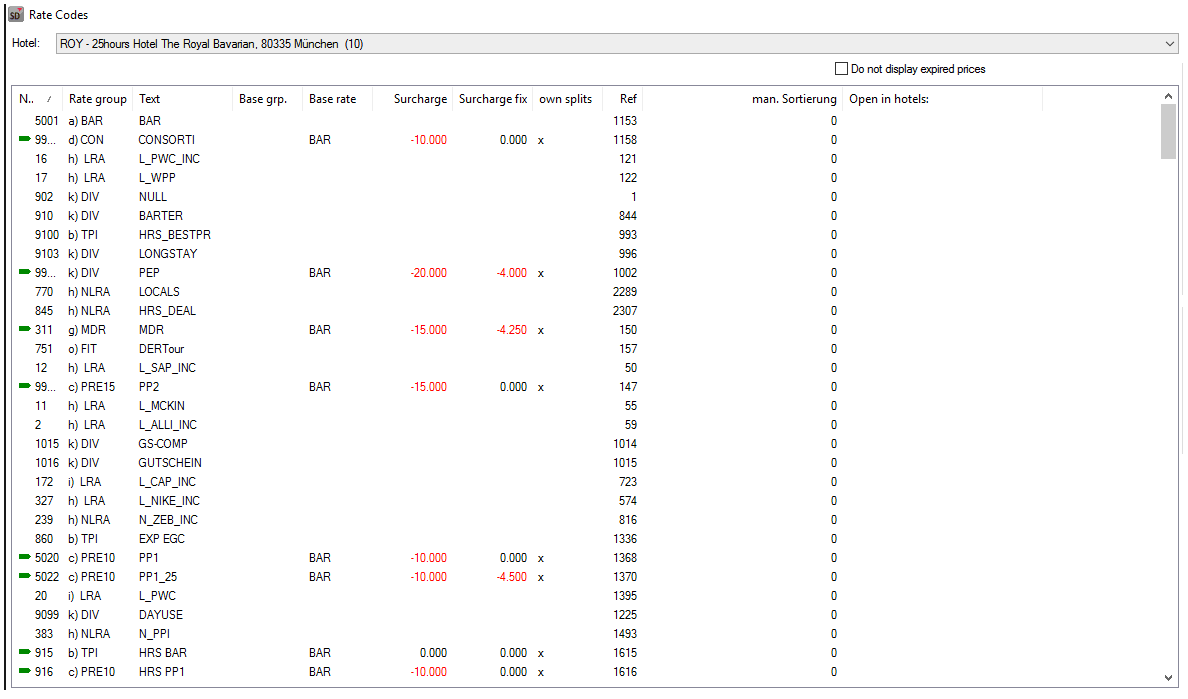 SD Rate Codes
Hotel: ROY - 25hours Hotel The Royal Bavarian, 80335 München (10)
Do not display expired prices
N.. Rate group Text Base grp. Base rate Surcharge Surcharge fix own splits Ref man. Sortierung Open in hotels:
5001 a) BAR BAR 1153 0
99... d) CON CONSORTI BAR -10.000 0.000 x 1158 0
16 h) LRA L_PWC_INC 121 0
17 h) LRA L_WPP 122 0
902 k) DIV NULL 1 0
910 k) DIV BARTER 844 0
9100 b) TPI HRS_BESTPR 993 0
9103 k) DIV LONGSTAY 996 0
99... k) DIV PEP BAR -20.000 -4.000 x 1002 0
770 h) NLRA LOCALS 2289 0
845 h) NLRA HRS_DEAL 2307 0
311 g) MDR MDR BAR -15.000 -4.250 x 150 0
751 o) FIT DERTour 157 0
12 h) LRA L_SAP_INC 50 0
99... c) PRE15 PP2 BAR -15.000 0.000 x 147 0
11 h) LRA L_MCKIN 55 0
2 h) LRA L_ALLI_INC 59 0
1015 k) DIV GS-COMP 1014 0
1016 k) DIV GUTSCHEIN 1015 0
172 i) LRA L_CAP_INC 723 0
327 h) LRA L_NIKE_INC 574 0
239 h) NLRA N_ZEB_INC 816 0
860 b) TPI EXP EGC 1336 0
5020 c) PRE10 PP1 BAR -10.000 0.000 x 1368 0
5022 c) PRE10 PP1_25 BAR -10.000 -4.500 x 1370 0
20 i) LRA L_PWC 1395 0
9099 k) DIV DAYUSE 1225 0
383 h) NLRA N_PPI 1493 0
915 b) TPI HRS BAR BAR 0.000 0.000 x 1615 0
916 c) PRE10 HRS PP1 BAR -10.000 0.000 x 1616 0